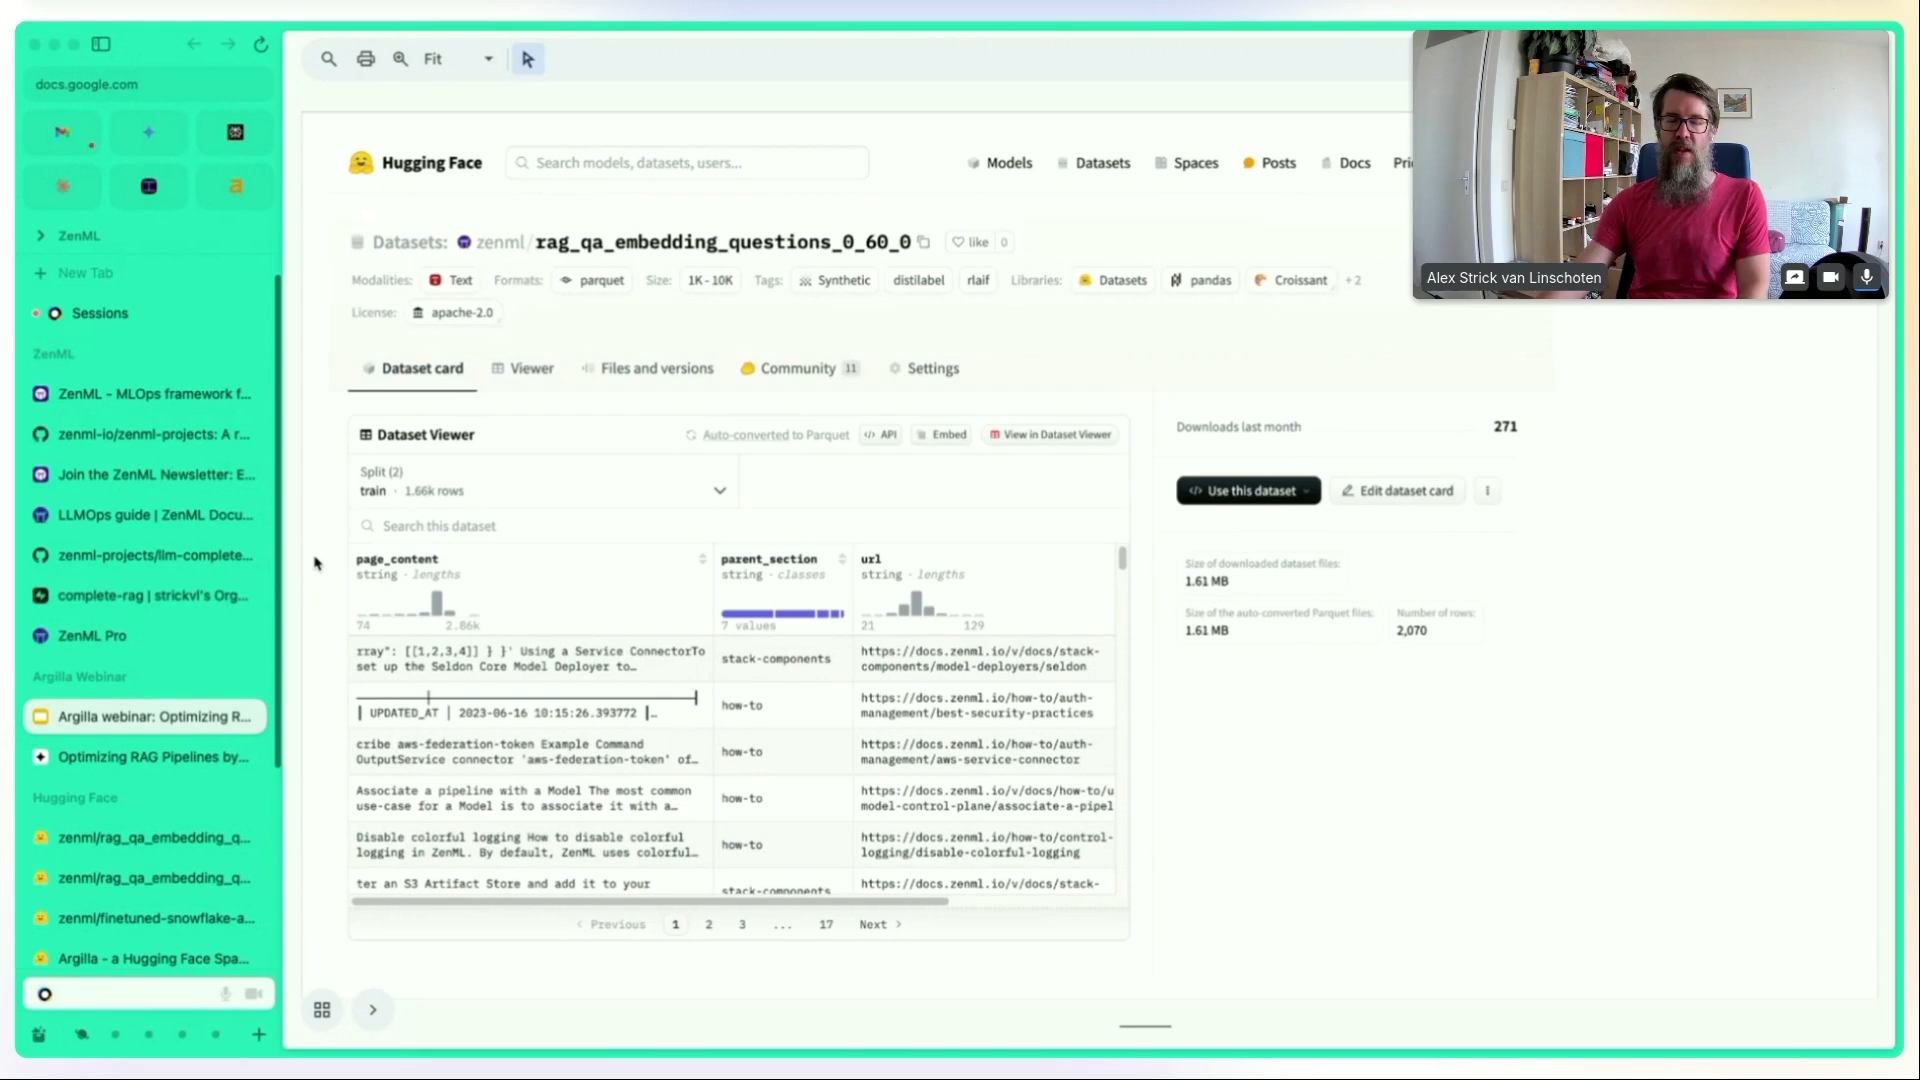 docs.google.com
ZenML
New Tab
Sessions
ZenML
ZenML - MLOps framework f...
zenml-io/zenml-projects: A r...
Join the ZenML Newsletter: E...
LLMOps guide | ZenML Docu...
zenml-projects/llm-complete...
complete-rag | strickvl's Org...
ZenML Pro
Argilla Webinar
Argilla webinar: Optimizing R...
Optimizing RAG Pipelines by...
Hugging Face
zenml/rag_qa_embedding_q...
zenml/rag_qa_embedding_q...
zenml/finetuned-snowflake-a...
Argilla - a Hugging Face Spa...
Fit
Hugging Face
Search models, datasets, users...
Models Datasets Spaces Posts Docs Pri
Datasets: zenml/rag_qa_embedding_questions_0_60_0 like 0
Modalities: Text Formats: parquet Size: 1K-10K Tags: Synthetic distilabel rlaif Libraries: Datasets pandas Croissant +2
License: apache-2.0
Dataset card Viewer Files and versions Community 11 Settings
Dataset Viewer Auto-converted to Parquet API Embed View in Dataset Viewer
Split (2)
train · 1.66k rows
Search this dataset
page_content parent_section url
string · lengths string · classes string · lengths
74 2.86k 7 values 21 129
rray": [[1,2,3,4]] } }' Using a Service ConnectorTo
set up the Seldon Core Model Deployer to…
stack-components
https://docs.zenml.io/v/docs/stack-
components/model-deployers/seldon
┃ UPDATED_AT │ 2023-06-16 10:15:26.393772 ┃…
how-to
https://docs.zenml.io/how-to/auth-
management/best-security-practices
cribe aws-federation-token Example Command
OutputService connector 'aws-federation-token' of…
how-to
https://docs.zenml.io/how-to/auth-
management/aws-service-connector
Associate a pipeline with a Model The most common
use-case for a Model is to associate it with a…
how-to
https://docs.zenml.io/v/docs/how-to/u
model-control-plane/associate-a-pipel
Disable colorful logging How to disable colorful
logging in ZenML. By default, ZenML uses colorful…
how-to
https://docs.zenml.io/how-to/control-
logging/disable-colorful-logging
ter an S3 Artifact Store and add it to your
stack-components
https://docs.zenml.io/v/docs/stack-
< Previous 1 2 3 ... 17 Next >
Downloads last month 271
Use this dataset Edit dataset card
Size of downloaded dataset files:
1.61 MB
Size of the auto-converted Parquet files: Number of rows:
1.61 MB 2,070
Alex Strick van Linschoten